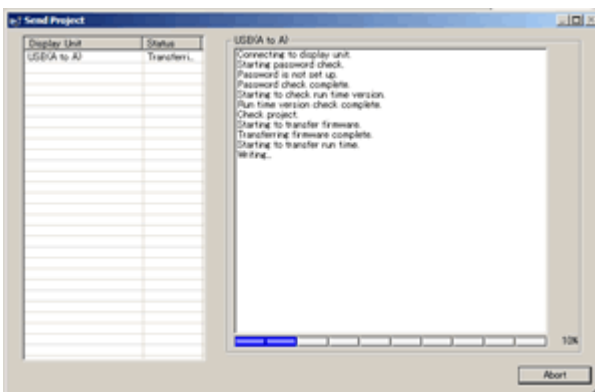 Send Project
Display Unit Status
USB(A to A) Transferri..
USB(A to A)
Connecting to display unit.
Starting password check.
Password is not set up.
Password check complete.
Starting to check run time version.
Run time version check complete.
Check project.
Starting to transfer firmware.
Transferring firmware complete.
Starting to transfer run time.
Writing..
10%
Abort